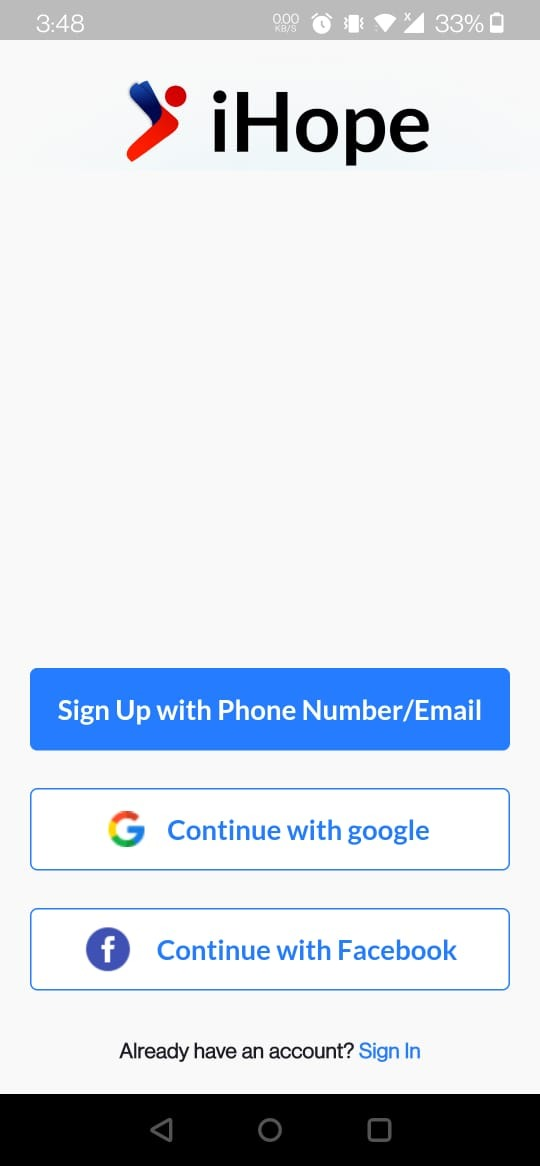 3:48
0.00
KB/S
X
33%
iHope
Sign Up with Phone Number/Email
G
Continue with google
f
Continue with Facebook
Already have an account? Sign In